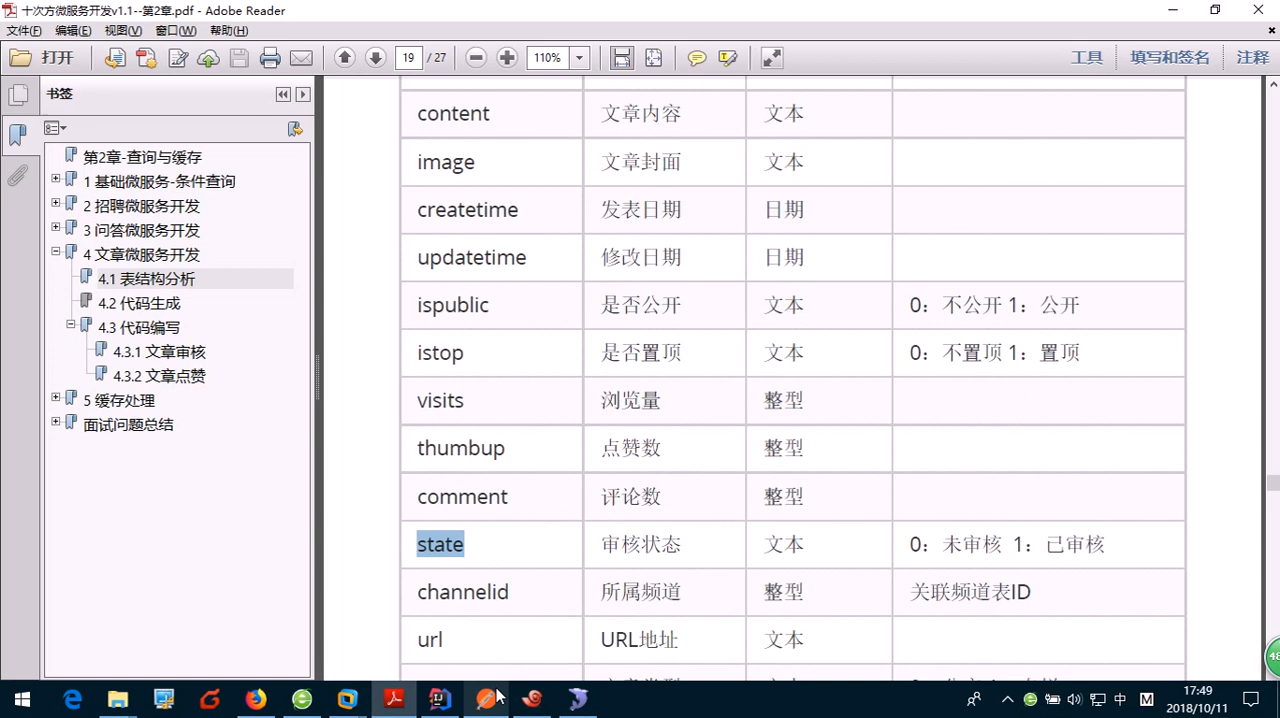 十次方微服务开发v1.1--第2章.pdf - Adobe Reader
文件(F) 编辑(E) 视图(V) 窗口(W) 帮助(H)
打开 19 / 27 110% 工具 填写和签名 注释
书签
第2章-查询与缓存
1 基础微服务-条件查询
2 招聘微服务开发
3 问答微服务开发
4 文章微服务开发
4.1 表结构分析
4.2 代码生成
4.3 代码编写
4.3.1 文章审核
4.3.2 文章点赞
5 缓存处理
面试问题总结
content 文章内容 文本
image 文章封面 文本
createtime 发表日期 日期
updatetime 修改日期 日期
ispublic 是否公开 文本 0：不公开 1：公开
istop 是否置顶 文本 0：不置顶 1：置顶
visits 浏览量 整型
thumbup 点赞数 整型
comment 评论数 整型
state 审核状态 文本 0：未审核 1：已审核
channelid 所属频道 整型 关联频道表ID
url URL地址 文本
48
中 M 17:49
2018/10/11